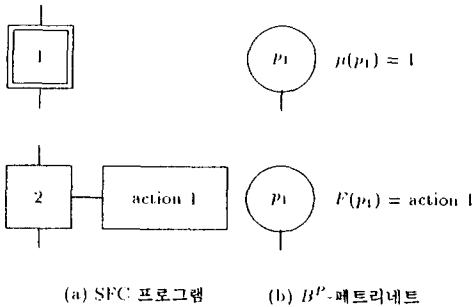 1 p₁ μ(p₁) = 1
2 action 1 p₁ F(p₁) = action 1
(a) SFC 프로그램 (b) Bᴾ-페트리네트